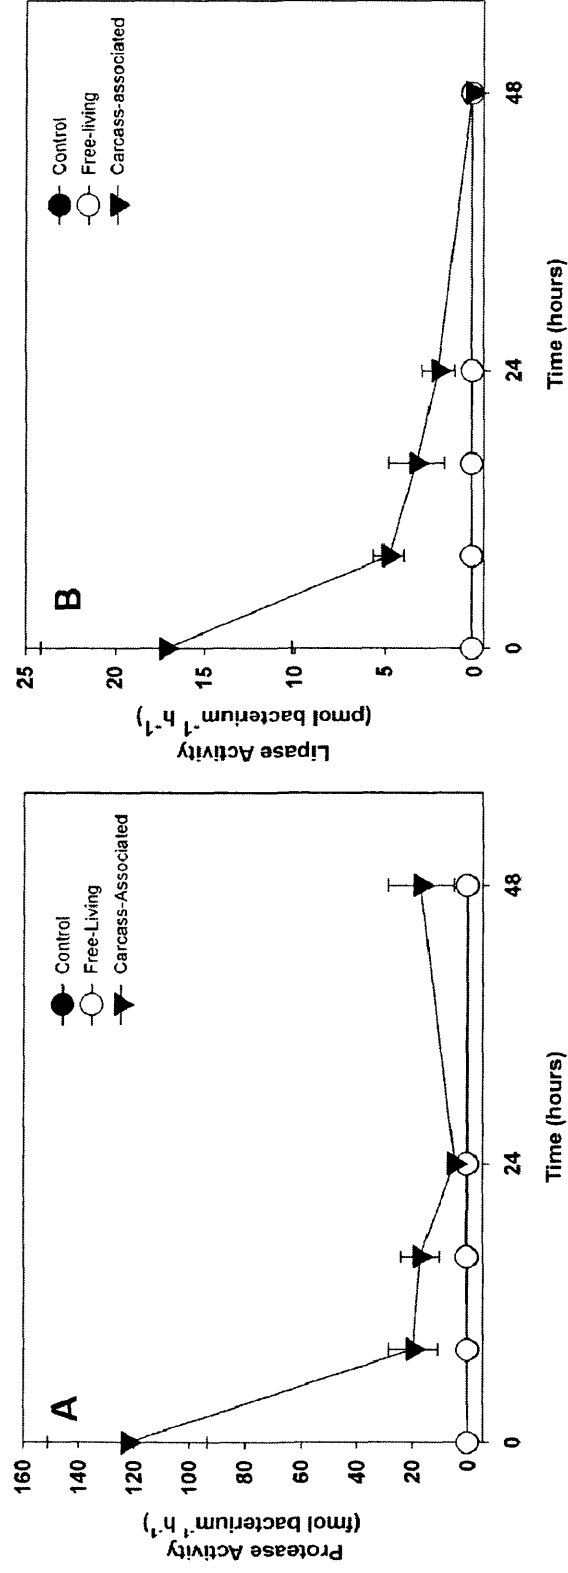 A
Protease Activity
(fmol bacterium⁻¹ h⁻¹)
160
140
120
100
80
60
40
20
0
Control
Free-Living
Carcass-Associated
0
24
48
Time (hours)
B
Lipase Activity
(pmol bacterium⁻¹ h⁻¹)
25
20
15
10
5
0
Control
Free-living
Carcass-associated
0
24
48
Time (hours)